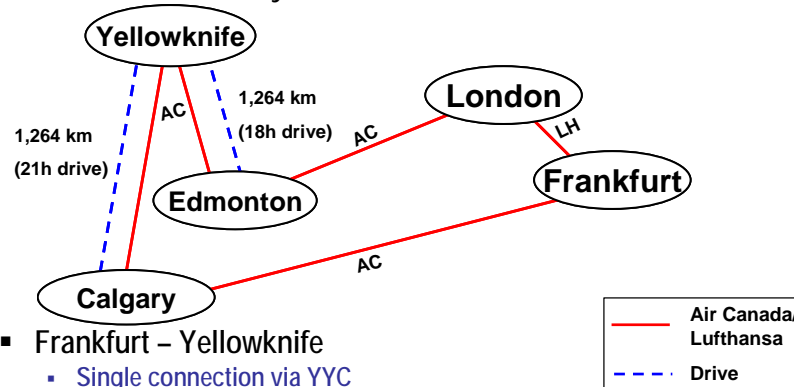 Yellowknife
1,264 km
(21h drive)
AC
1,264 km
(18h drive)
AC
London
LH
Edmonton
Frankfurt
AC
Calgary
▪ Frankfurt – Yellowknife
▪ Single connection via YYC
Air Canada/
Lufthansa
Drive